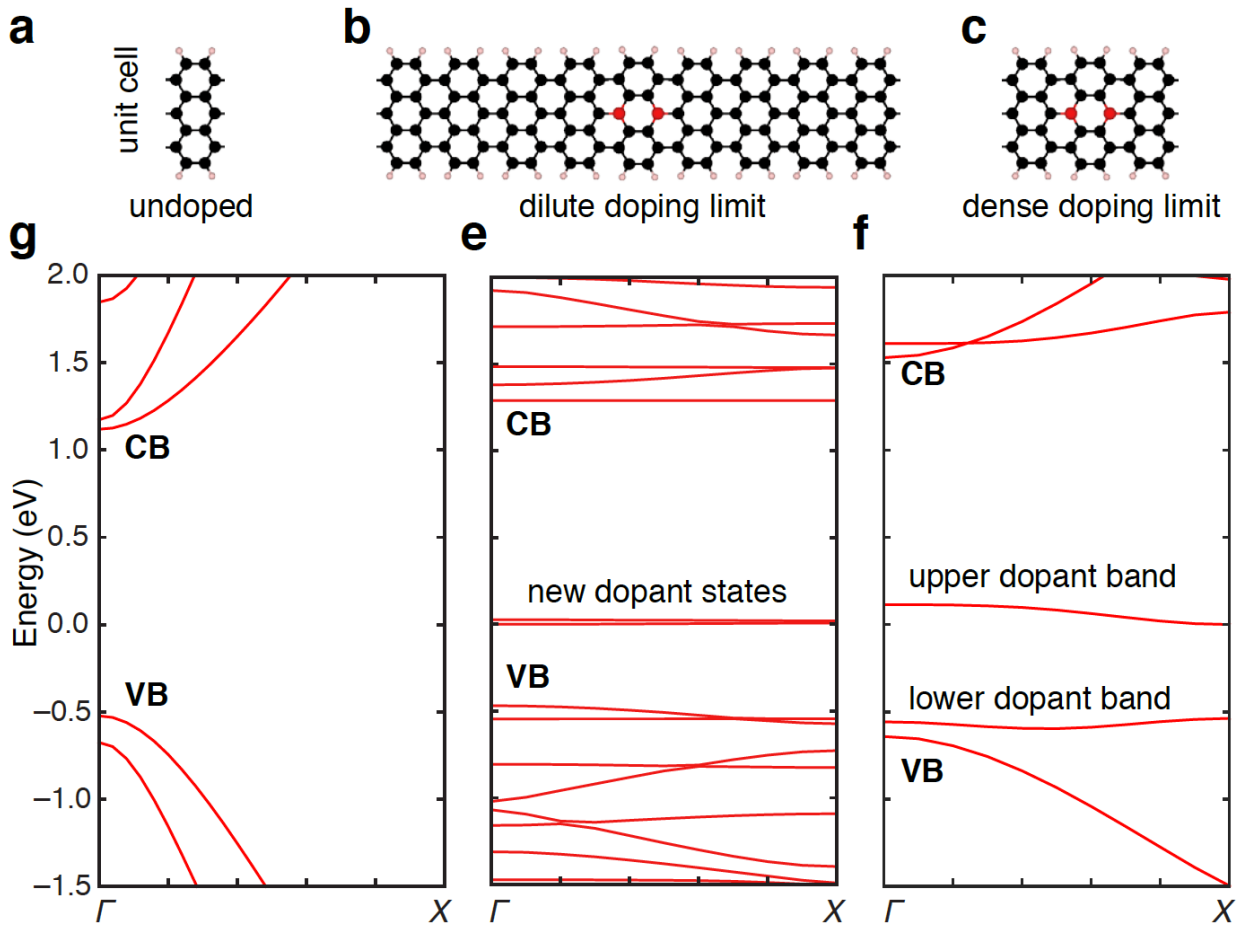 a
b
c
unit cell
undoped
dilute doping limit
dense doping limit
g
e
f
Energy (eV)
2.0
1.5
1.0
0.5
0.0
−0.5
−1.0
−1.5
CB
VB
Γ
X
CB
new dopant states
VB
Γ
X
CB
upper dopant band
lower dopant band
VB
Γ
X